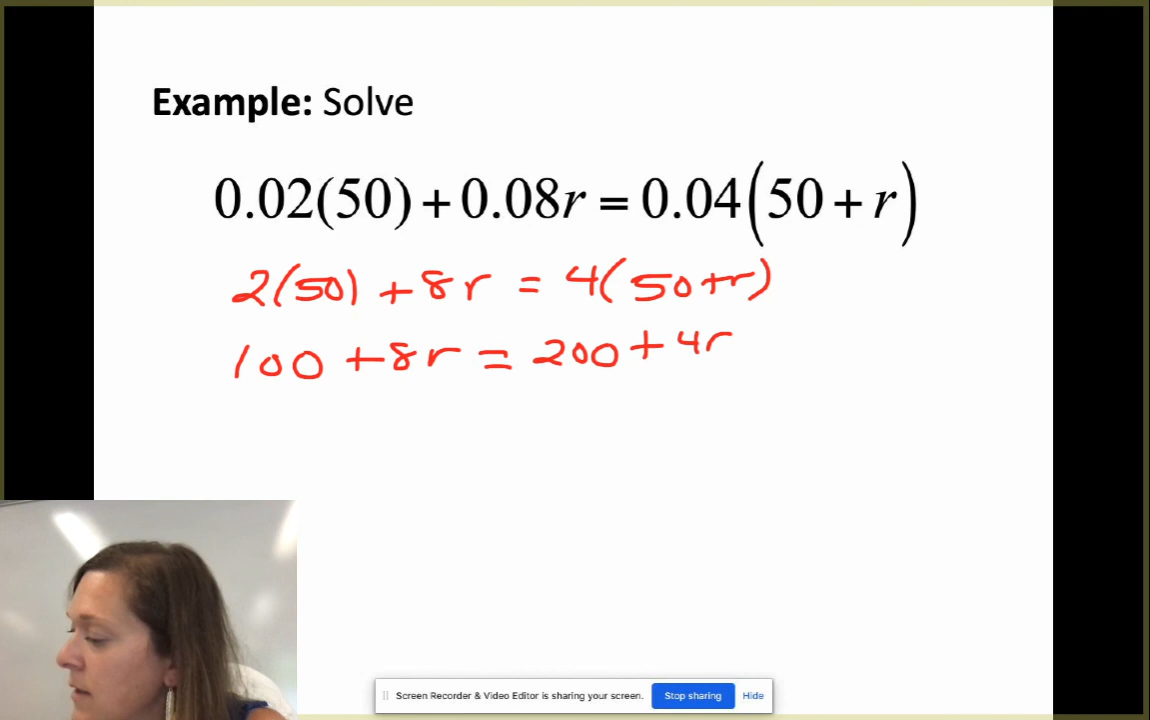 Example: Solve
0.02(50) + 0.08r = 0.04(50 + r)
2(50) + 8r = 4(50+r)
100 + 8r = 200 + 4r
Screen Recorder & Video Editor is sharing your screen. Stop sharing Hide